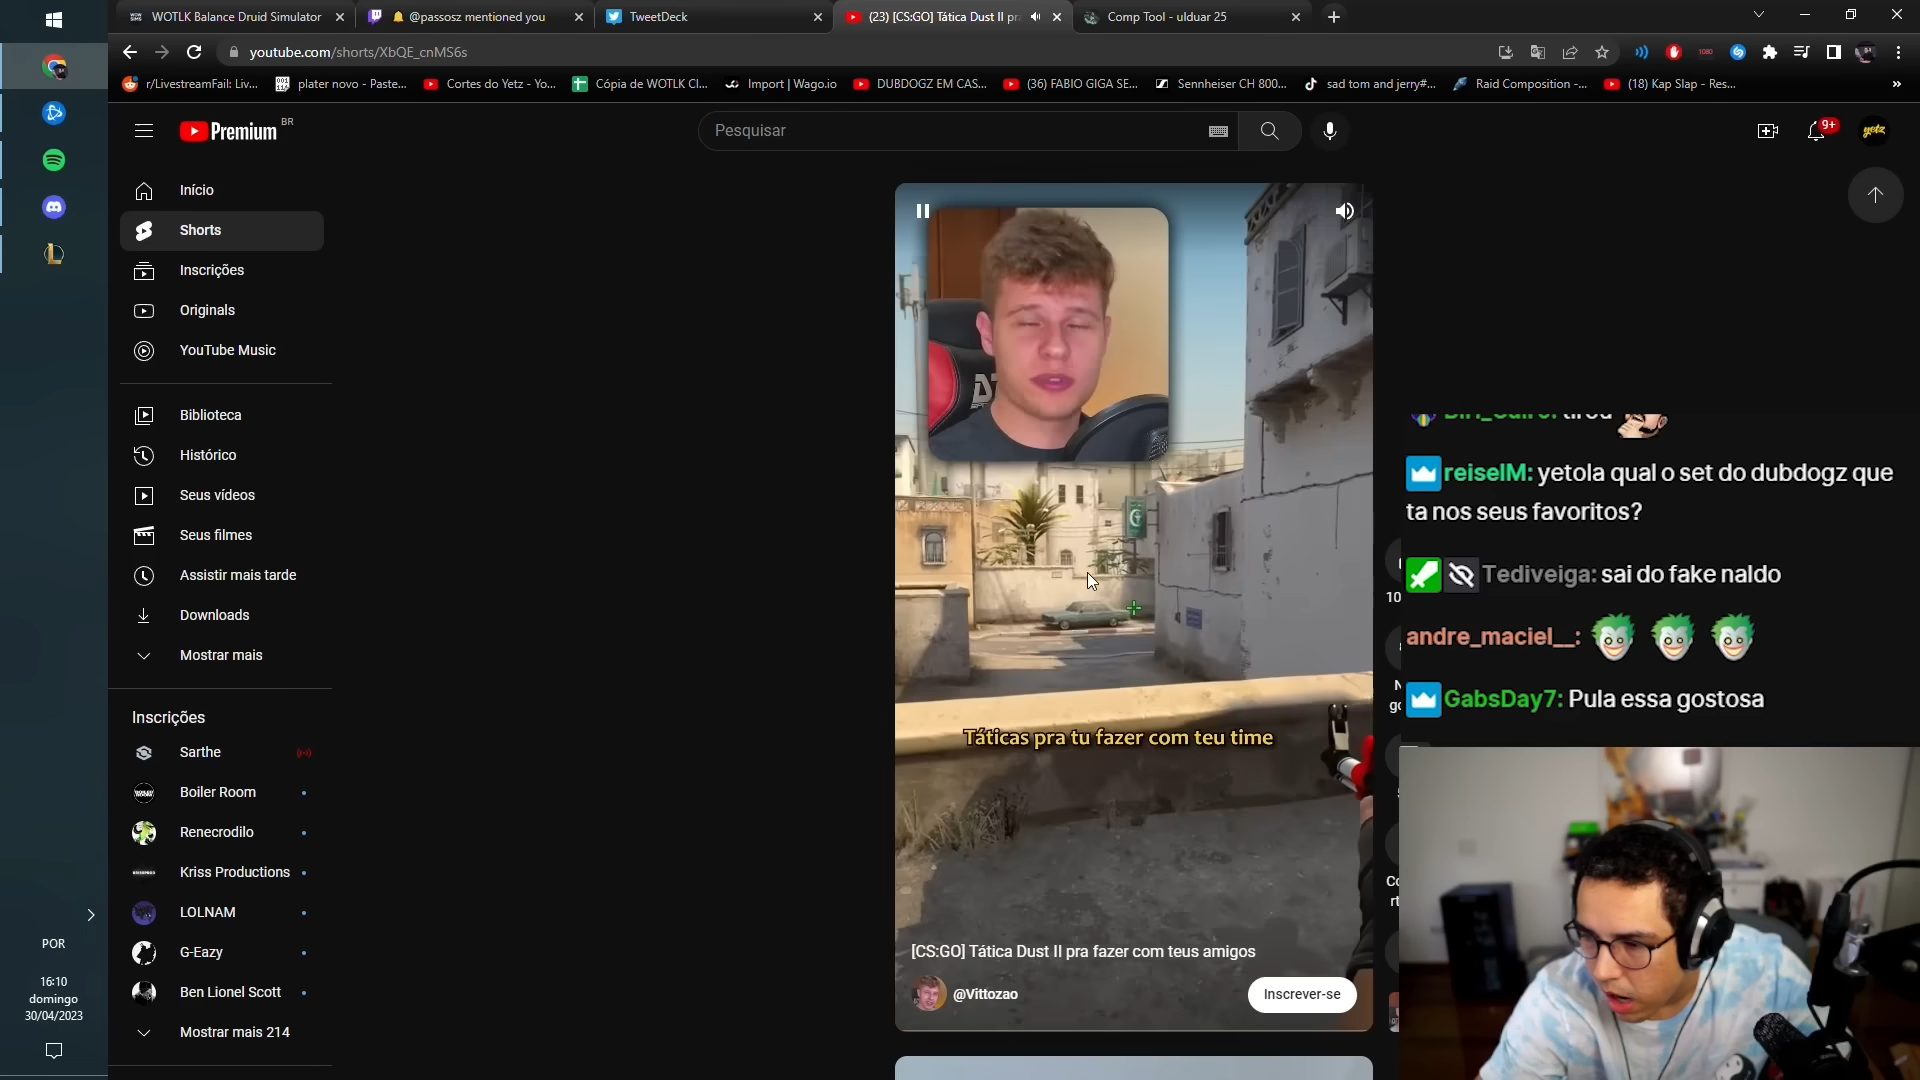 WOTLK Balance Druid Simulator
@passosz mentioned you
TweetDeck
(23) [CS:GO] Tática Dust II pra
Comp Tool - ulduar 25
youtube.com/shorts/XbQE_cnMS6s
r/LivestreamFail: Liv...
plater novo - Paste...
Cortes do Yetz - Yo...
Cópia de WOTLK Cl...
Import | Wago.io
DUBDOGZ EM CAS...
(36) FABIO GIGA SE...
Sennheiser CH 800...
sad tom and jerry#...
Raid Composition -...
(18) Kap Slap - Res...
Premium BR
Pesquisar
9+
yetz
Início
Shorts
Inscrições
Originals
YouTube Music
Biblioteca
Histórico
Seus vídeos
Seus filmes
Assistir mais tarde
Downloads
Mostrar mais
Inscrições
Sarthe
Boiler Room
Renecrodilo
Kriss Productions
LOLNAM
G-Eazy
Ben Lionel Scott
Mostrar mais 214
POR
16:10
domingo
30/04/2023
Táticas pra tu fazer com teu time
[CS:GO] Tática Dust II pra fazer com teus amigos
@Vittozao
Inscrever-se
reiselM: yetola qual o set do dubdogz que
ta nos seus favoritos?
Tediveiga: sai do fake naldo
andre_maciel__:
GabsDay7: Pula essa gostosa